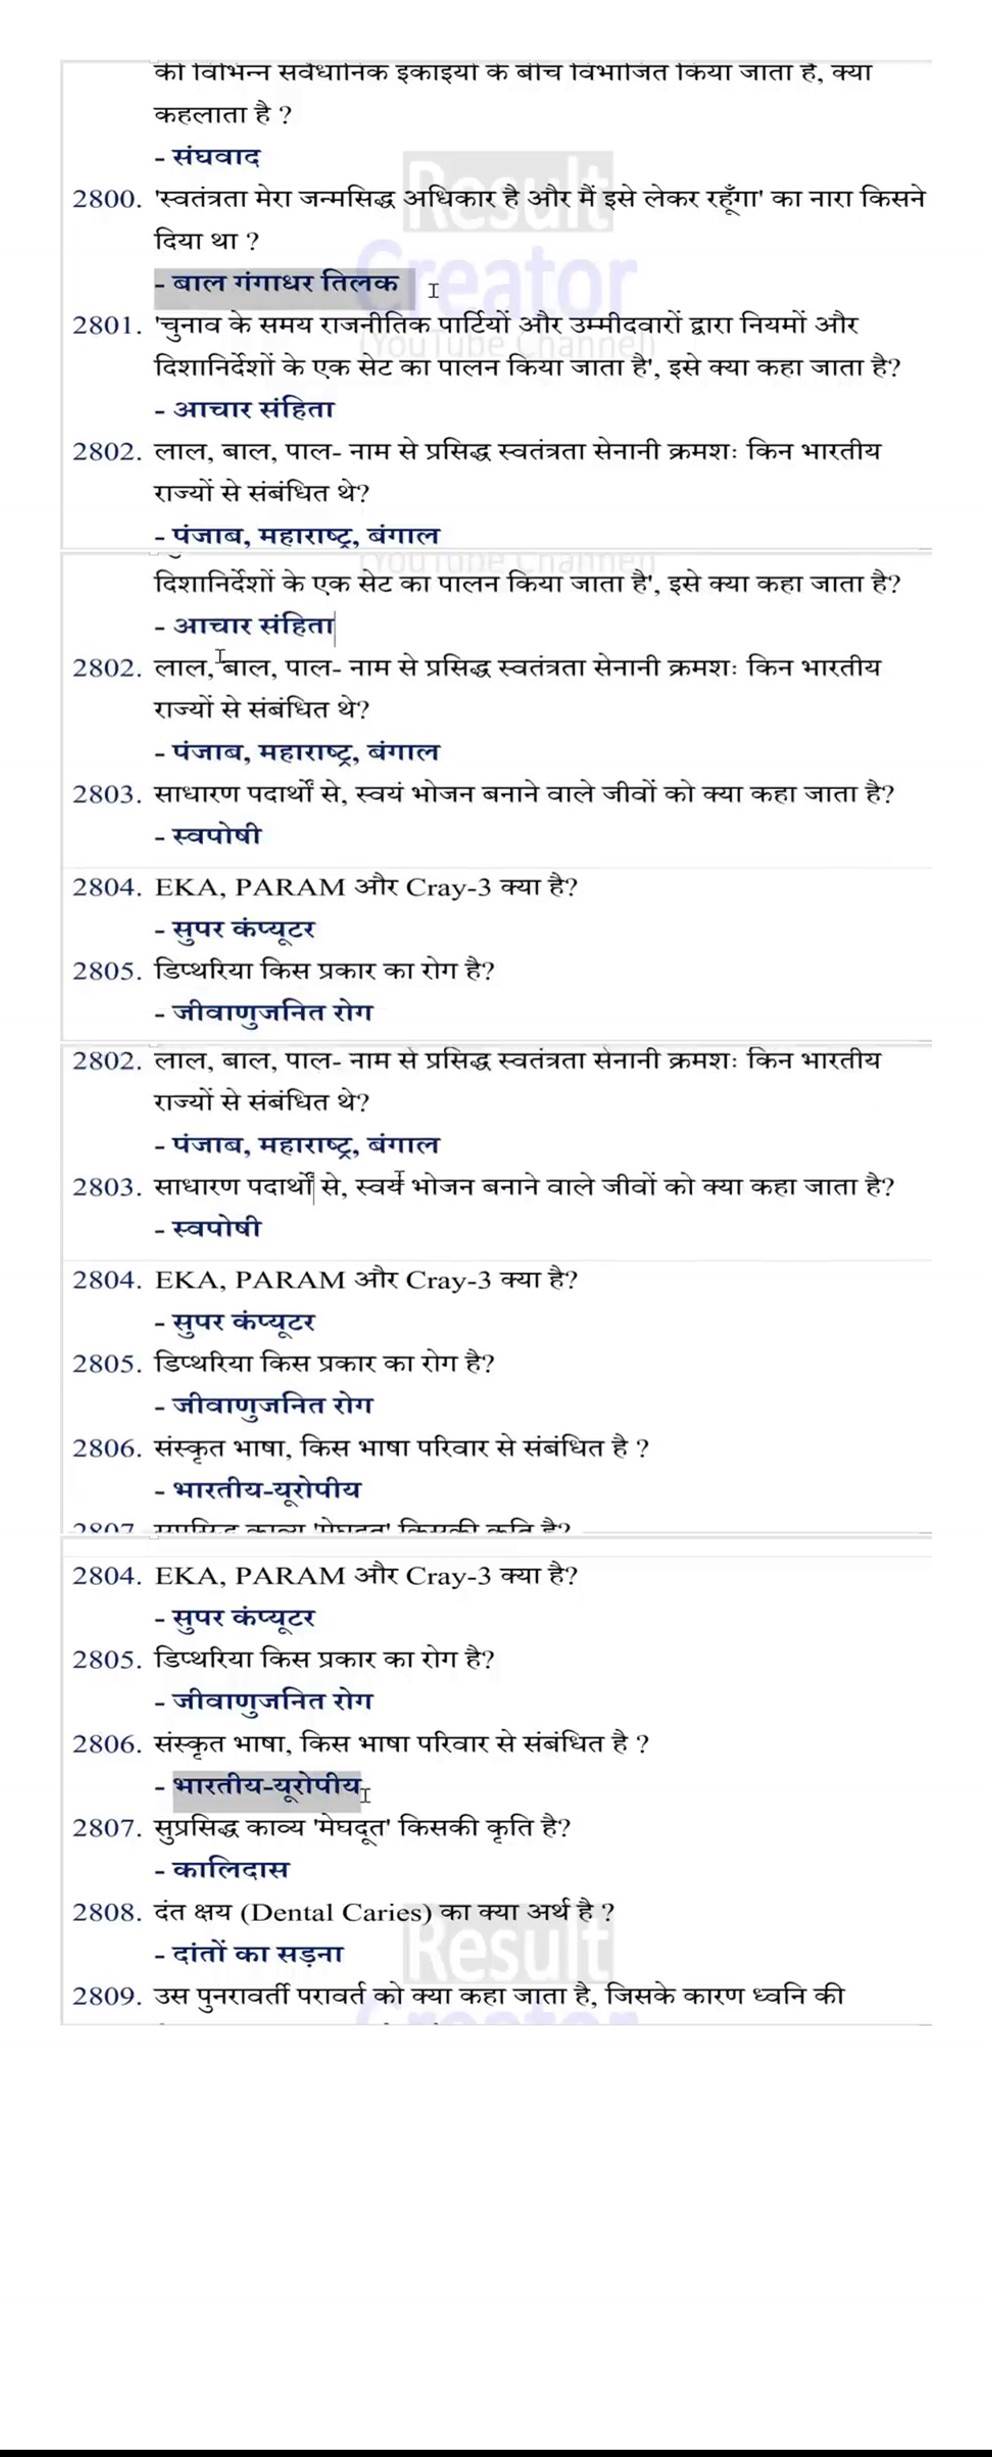 की विभिन्न संवैधानिक इकाइयों के बीच विभाजित किया जाता है, क्या
कहलाता है ?
- संघवाद
Result
2800. 'स्वतंत्रता मेरा जन्मसिद्ध अधिकार है और मैं इसे लेकर रहूँगा' का नारा किसने
दिया था ?
Creator
- बाल गंगाधर तिलक
2801. 'चुनाव के समय राजनीतिक पार्टियों और उम्मीदवारों द्वारा नियमों और
(YouTube Channel)
दिशानिर्देशों के एक सेट का पालन किया जाता है', इसे क्या कहा जाता है?
- आचार संहिता
2802. लाल, बाल, पाल- नाम से प्रसिद्ध स्वतंत्रता सेनानी क्रमशः किन भारतीय
राज्यों से संबंधित थे?
- पंजाब, महाराष्ट्र, बंगाल
(YouTube Channel)
दिशानिर्देशों के एक सेट का पालन किया जाता है', इसे क्या कहा जाता है?
- आचार संहिता
2802. लाल, बाल, पाल- नाम से प्रसिद्ध स्वतंत्रता सेनानी क्रमशः किन भारतीय
राज्यों से संबंधित थे?
- पंजाब, महाराष्ट्र, बंगाल
2803. साधारण पदार्थों से, स्वयं भोजन बनाने वाले जीवों को क्या कहा जाता है?
- स्वपोषी
2804. EKA, PARAM और Cray-3 क्या है?
- सुपर कंप्यूटर
2805. डिप्थरिया किस प्रकार का रोग है?
- जीवाणुजनित रोग
2802. लाल, बाल, पाल- नाम से प्रसिद्ध स्वतंत्रता सेनानी क्रमशः किन भारतीय
राज्यों से संबंधित थे?
- पंजाब, महाराष्ट्र, बंगाल
2803. साधारण पदार्थों से, स्वयं भोजन बनाने वाले जीवों को क्या कहा जाता है?
- स्वपोषी
2804. EKA, PARAM और Cray-3 क्या है?
- सुपर कंप्यूटर
2805. डिप्थरिया किस प्रकार का रोग है?
- जीवाणुजनित रोग
2806. संस्कृत भाषा, किस भाषा परिवार से संबंधित है ?
- भारतीय-यूरोपीय
2807. सुप्रसिद्ध काव्य 'मेघदूत' किसकी कृति है?
2804. EKA, PARAM और Cray-3 क्या है?
- सुपर कंप्यूटर
2805. डिप्थरिया किस प्रकार का रोग है?
- जीवाणुजनित रोग
2806. संस्कृत भाषा, किस भाषा परिवार से संबंधित है ?
- भारतीय-यूरोपीय
2807. सुप्रसिद्ध काव्य 'मेघदूत' किसकी कृति है?
- कालिदास
2808. दंत क्षय (Dental Caries) का क्या अर्थ है ?
Result
- दांतों का सड़ना
2809. उस पुनरावर्ती परावर्त को क्या कहा जाता है, जिसके कारण ध्वनि की
Creator